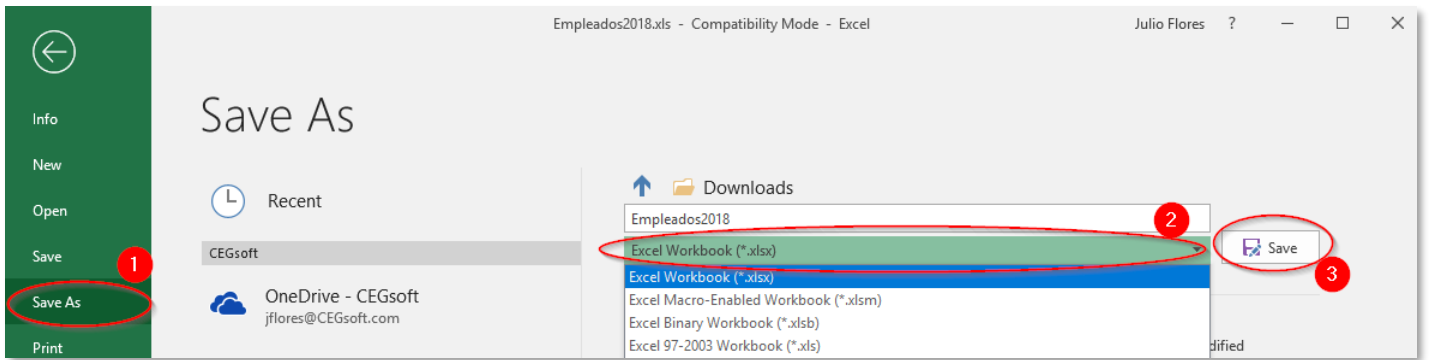 Empleados2018.xls - Compatibility Mode - Excel
Julio Flores ?
Info
New
Open
Save
1
Save As
Print
Save As
Recent
CEGsoft
OneDrive - CEGsoft
jflores@CEGsoft.com
Downloads
Empleados2018
2
Excel Workbook (*.xlsx)
Save
3
Excel Workbook (*.xlsx)
Excel Macro-Enabled Workbook (*.xlsm)
Excel Binary Workbook (*.xlsb)
Excel 97-2003 Workbook (*.xls)
dified